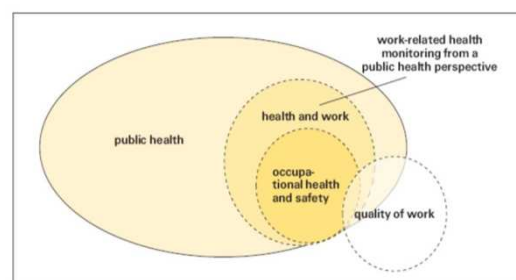 work-related health
monitoring from a
public health perspective
health and work
public health
occupa-
tional health
and safety
quality of work